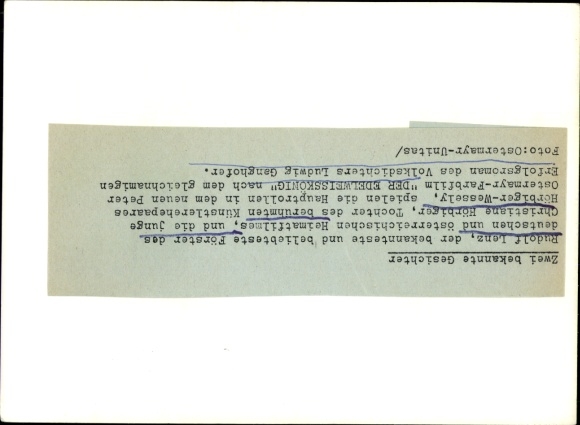 Zwei bekannte Gesichter
Rudolf Lenz, der bekannteste und beliebteste Förster des
deutschen und österreichischen Heimatfilmes, und die junge
Christiane Hörbiger, Tochter des berühmten Künstlerehepaares
Hörbiger-Wessely, spielen die Hauptrollen in dem neuen Peter
Ostermayr-Farbfilm "DER EDELWEISSKÖNIG" nach dem gleichnamigen
Erfolgsroman des Volksdichters Ludwig Ganghofer.
Foto:Ostermayr-Unitas/